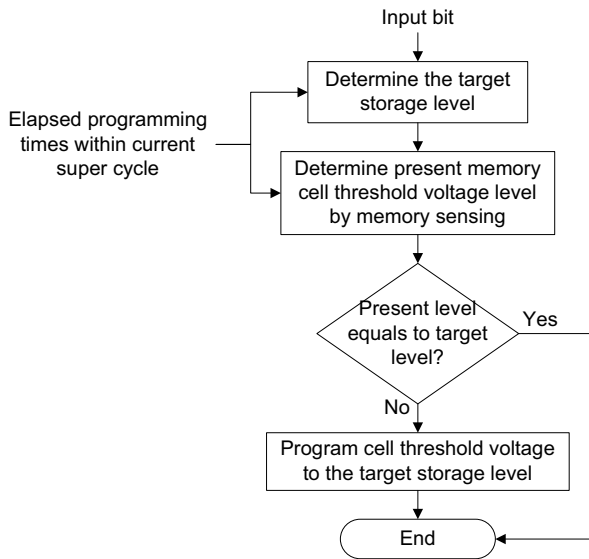 Input bit
Determine the target
storage level
Elapsed programming
times within current
super cycle
Determine present memory
cell threshold voltage level
by memory sensing
Present level
equals to target
level?
Yes
No
Program cell threshold voltage
to the target storage level
End